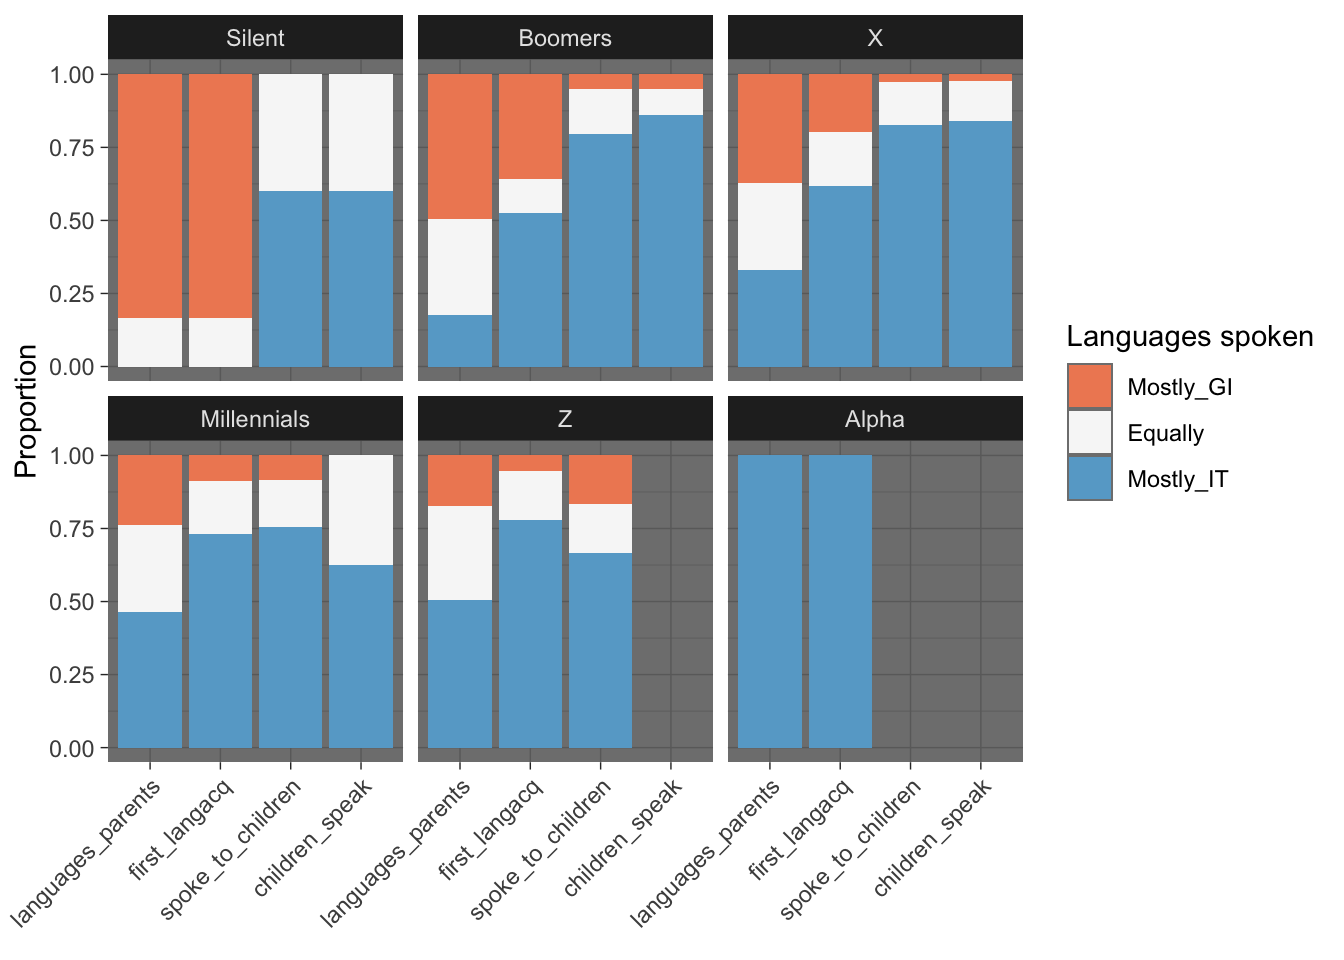 Silent
Boomers
X
1.00
0.75
0.50
0.25
0.00
Millennials
Z
Alpha
1.00
0.75
0.50
0.25
0.00
Proportion
languages_parents
first_langacq
spoke_to_children
children_speak
languages_parents
first_langacq
spoke_to_children
children_speak
languages_parents
first_langacq
spoke_to_children
children_speak
Languages spoken
Mostly_GI
Equally
Mostly_IT